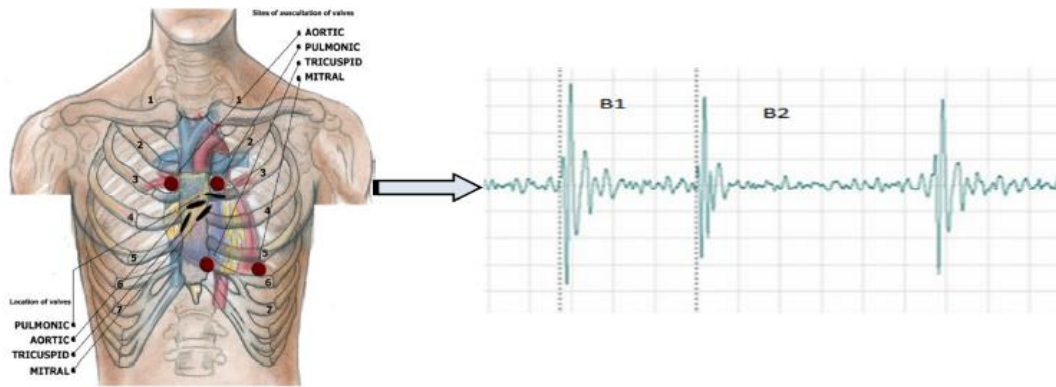 Sites of auscultation of valves
AORTIC
PULMONIC
TRICUSPID
MITRAL
1 1
2 2
3 3
4 4
5 5
6 6
7 7
Location of valves
PULMONIC
AORTIC
TRICUSPID
MITRAL
B1
B2